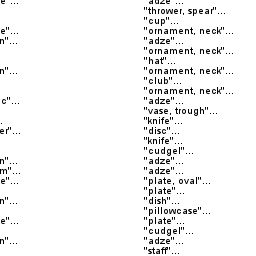 e"... "adze"...
"thrower, spear"...
"cup"...
e"... "ornament, neck"...
n"... "adze"...
"ornament, neck"...
"hat"...
n"... "ornament, neck"...
"club"...
"ornament, neck"...
c"... "adze"...
"vase, trough"...
. "knife"...
er"... "disc"...
"knife"...
"cudgel"...
n"... "adze"...
m"... "adze"...
e"... "plate, oval"...
"plate"...
n"... "dish"...
"pillowcase"...
e"... "plate"...
"cudgel"...
n"... "adze"...
"staff"...